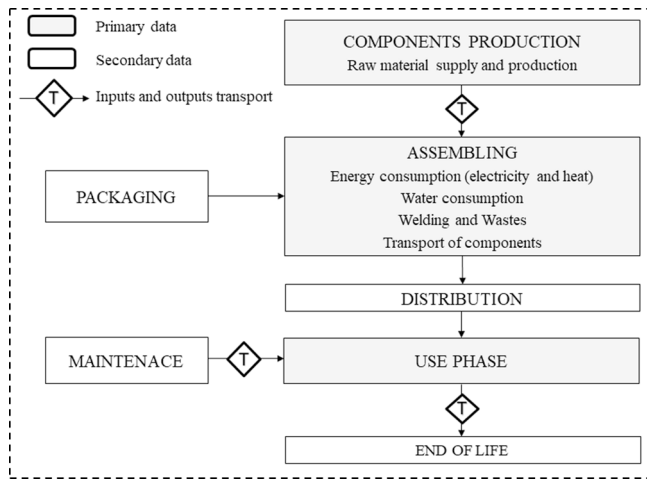 Primary data
Secondary data
T
Inputs and outputs transport
COMPONENTS PRODUCTION
Raw material supply and production
T
ASSEMBLING
Energy consumption (electricity and heat)
Water consumption
Welding and Wastes
Transport of components
PACKAGING
DISTRIBUTION
MAINTENACE
T
USE PHASE
T
END OF LIFE